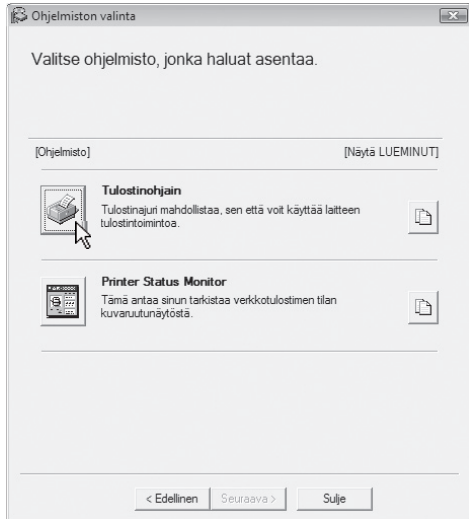 Ohjelmiston valinta
Valitse ohjelmisto, jonka haluat asentaa.
[Ohjelmisto] [Näytä LUEMINUT]
Tulostinohjain
Tulostinajuri mahdollistaa, sen että voit käyttää laitteen
tulostintoimintoa.
Printer Status Monitor
Tämä antaa sinun tarkistaa verkkotulostimen tilan
kuvaruutunäytöstä.
< Edellinen Seuraava > Sulje